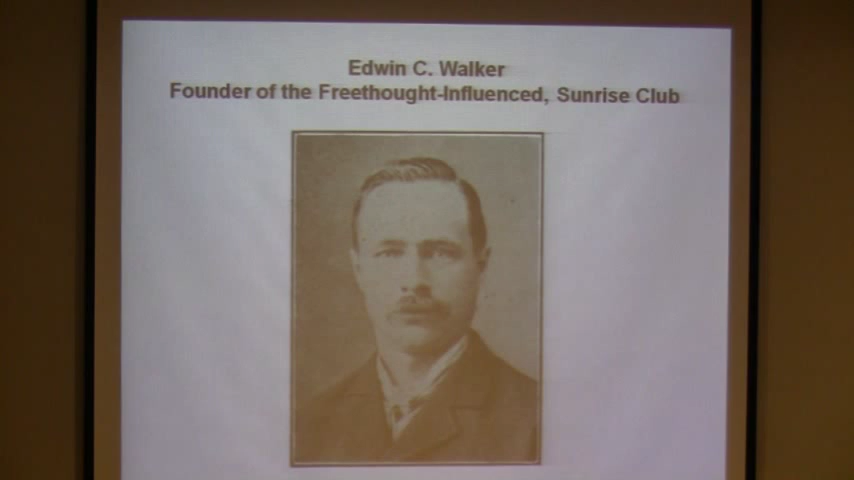 Edwin C. Walker
Founder of the Freethought-Influenced, Sunrise Club